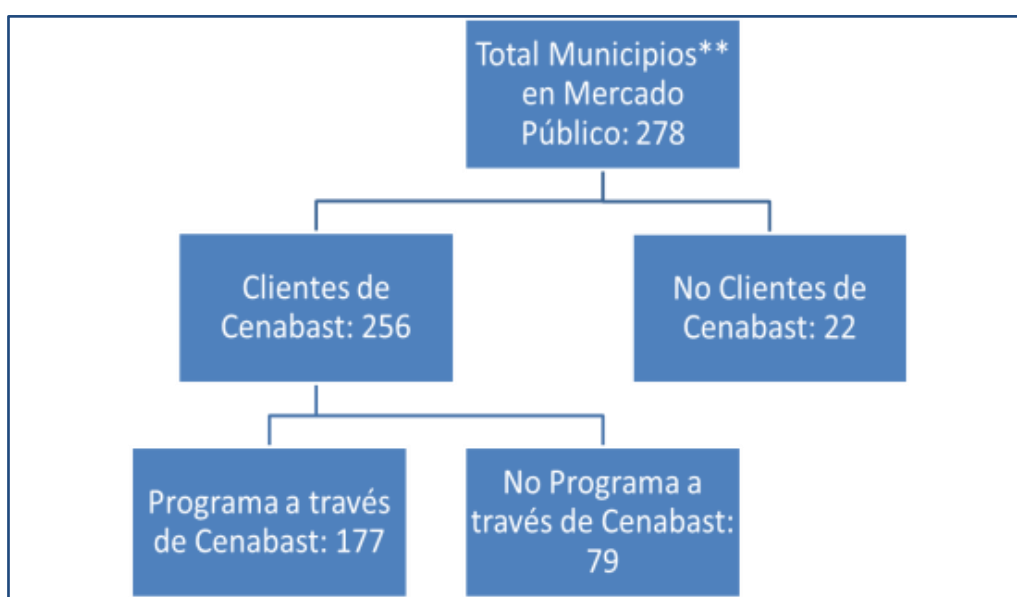 Total Municipios**
en Mercado
Público: 278
Clientes de
Cenabast: 256
No Clientes de
Cenabast: 22
Programa a través
de Cenabast: 177
No Programa a
través de Cenabast:
79